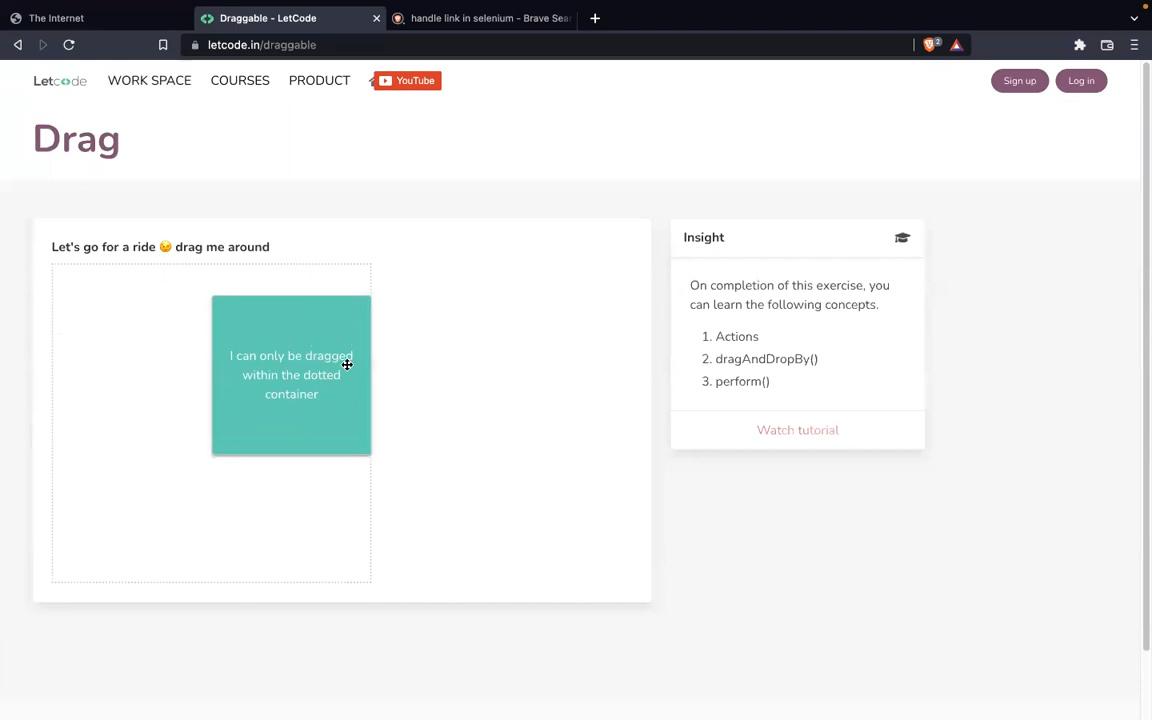 The Internet
Draggable - LetCode
handle link in selenium - Brave Sear
letcode.in/draggable
2
Letcode
WORK SPACE
COURSES
PRODUCT
YouTube
Sign up
Log in
Drag
Let's go for a ride 😉 drag me around
I can only be dragged
within the dotted
container
Insight
On completion of this exercise, you
can learn the following concepts.
1. Actions
2. dragAndDropBy()
3. perform()
Watch tutorial